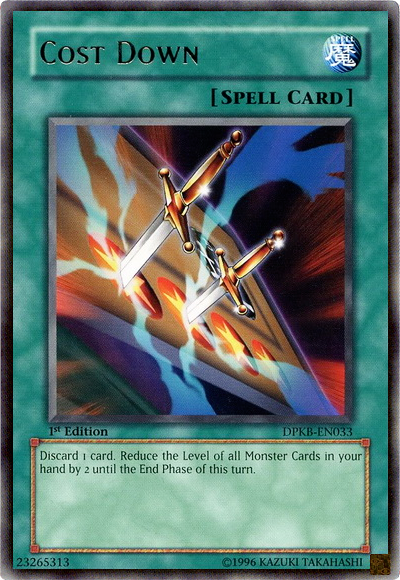 COST DOWN
魔
[SPELL CARD]
1st Edition
DPKB-EN033
Discard 1 card. Reduce the Level of all Monster Cards in your
hand by 2 until the End Phase of this turn.
23265313
©1996 KAZUKI TAKAHASHI